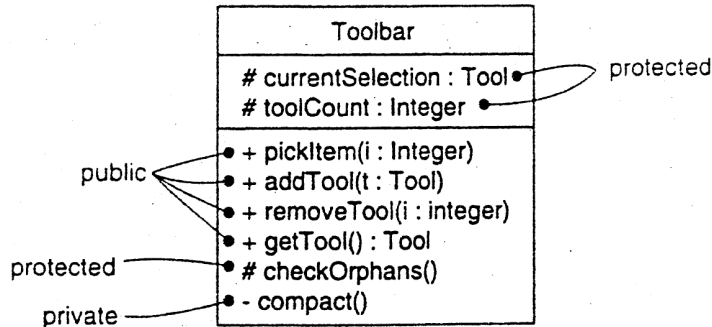 Toolbar
# currentSelection : Tool
# toolCount : Integer
protected
+ pickItem(i : Integer)
+ addTool(t : Tool)
+ removeTool(i : integer)
+ getTool() : Tool
# checkOrphans()
- compact()
public
protected
private